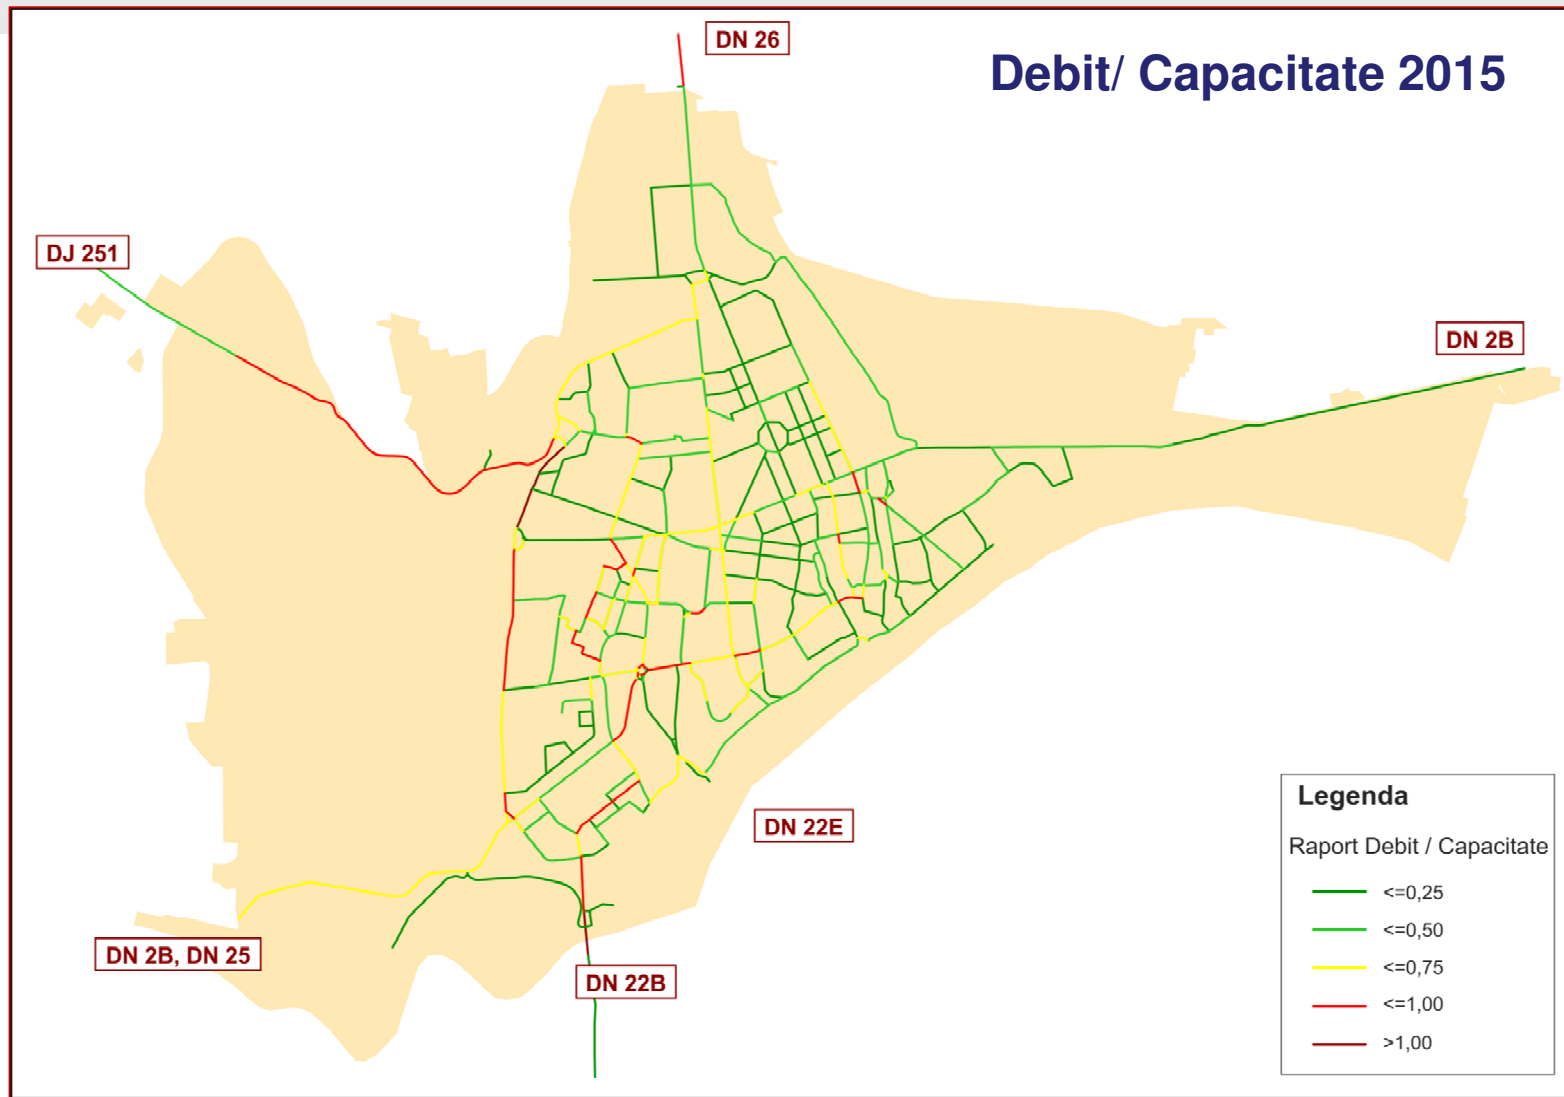 DN 26
Debit/ Capacitate 2015
DJ 251
DN 2B
DN 22E
DN 2B, DN 25
DN 22B
Legenda
Raport Debit / Capacitate
<=0,25
<=0,50
<=0,75
<=1,00
>1,00